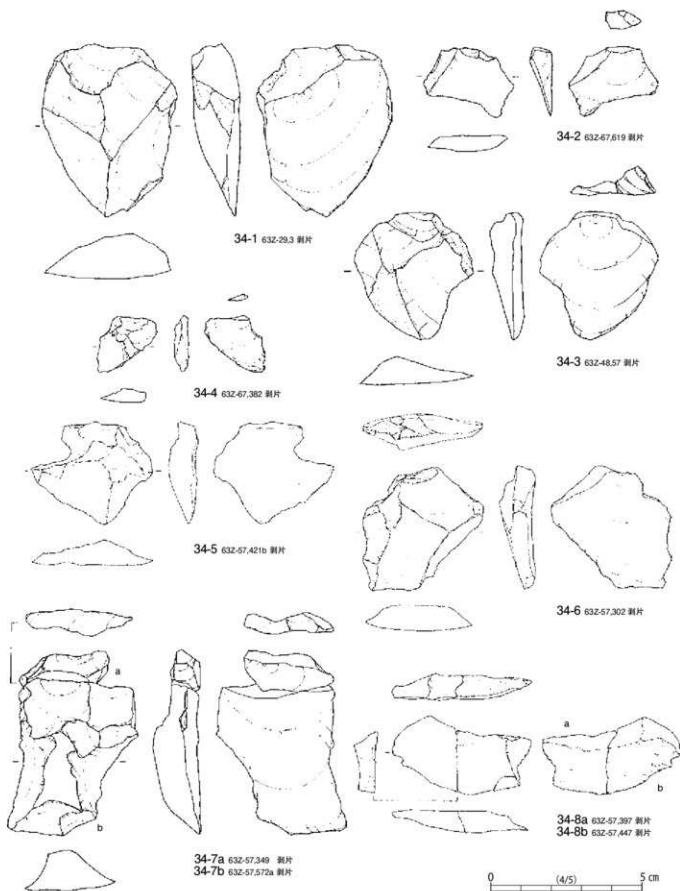 34-1 63Z-29,3 剥片
34-2 63Z-67,619 剥片
34-3 63Z-48,57 剥片
34-4 63Z-67,382 剥片
34-5 63Z-57,421b 剥片
34-6 63Z-57,302 剥片
a
b
34-7a 63Z-57,349 剥片
34-7b 63Z-57,572a 剥片
a
b
34-8a 63Z-57,397 剥片
34-8b 63Z-57,447 剥片
0 (4/5) 5 cm